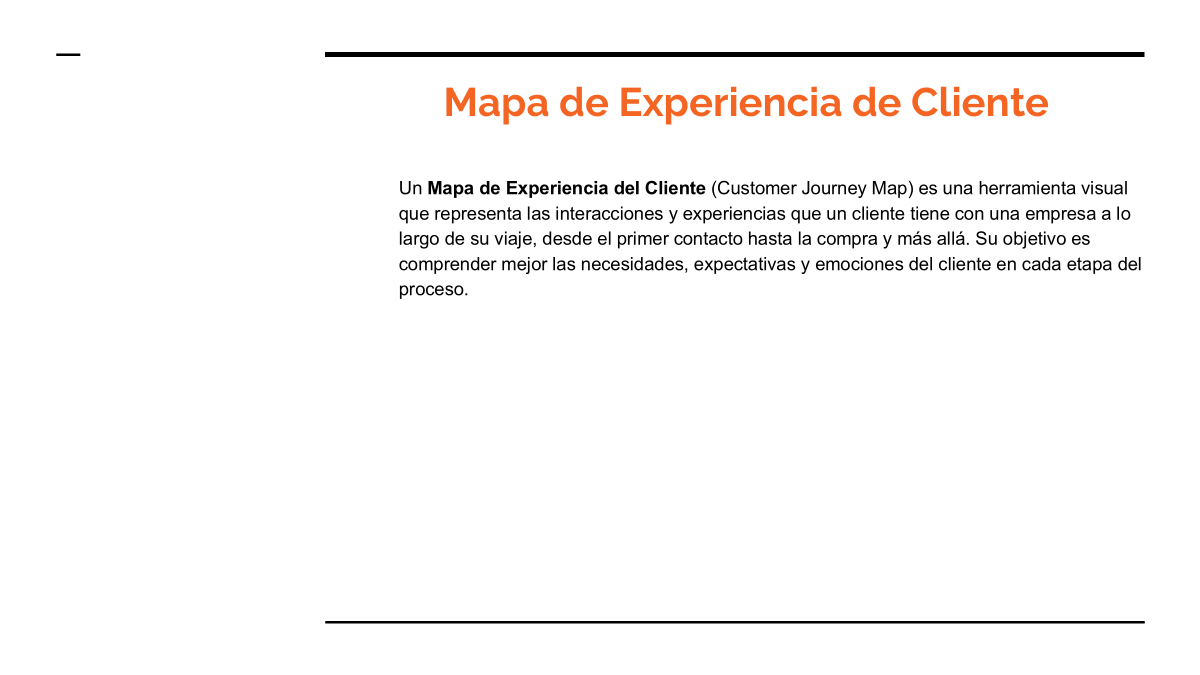 Mapa de Experiencia de Cliente
Un Mapa de Experiencia del Cliente (Customer Journey Map) es una herramienta visual
que representa las interacciones y experiencias que un cliente tiene con una empresa a lo
largo de su viaje, desde el primer contacto hasta la compra y más allá. Su objetivo es
comprender mejor las necesidades, expectativas y emociones del cliente en cada etapa del
proceso.